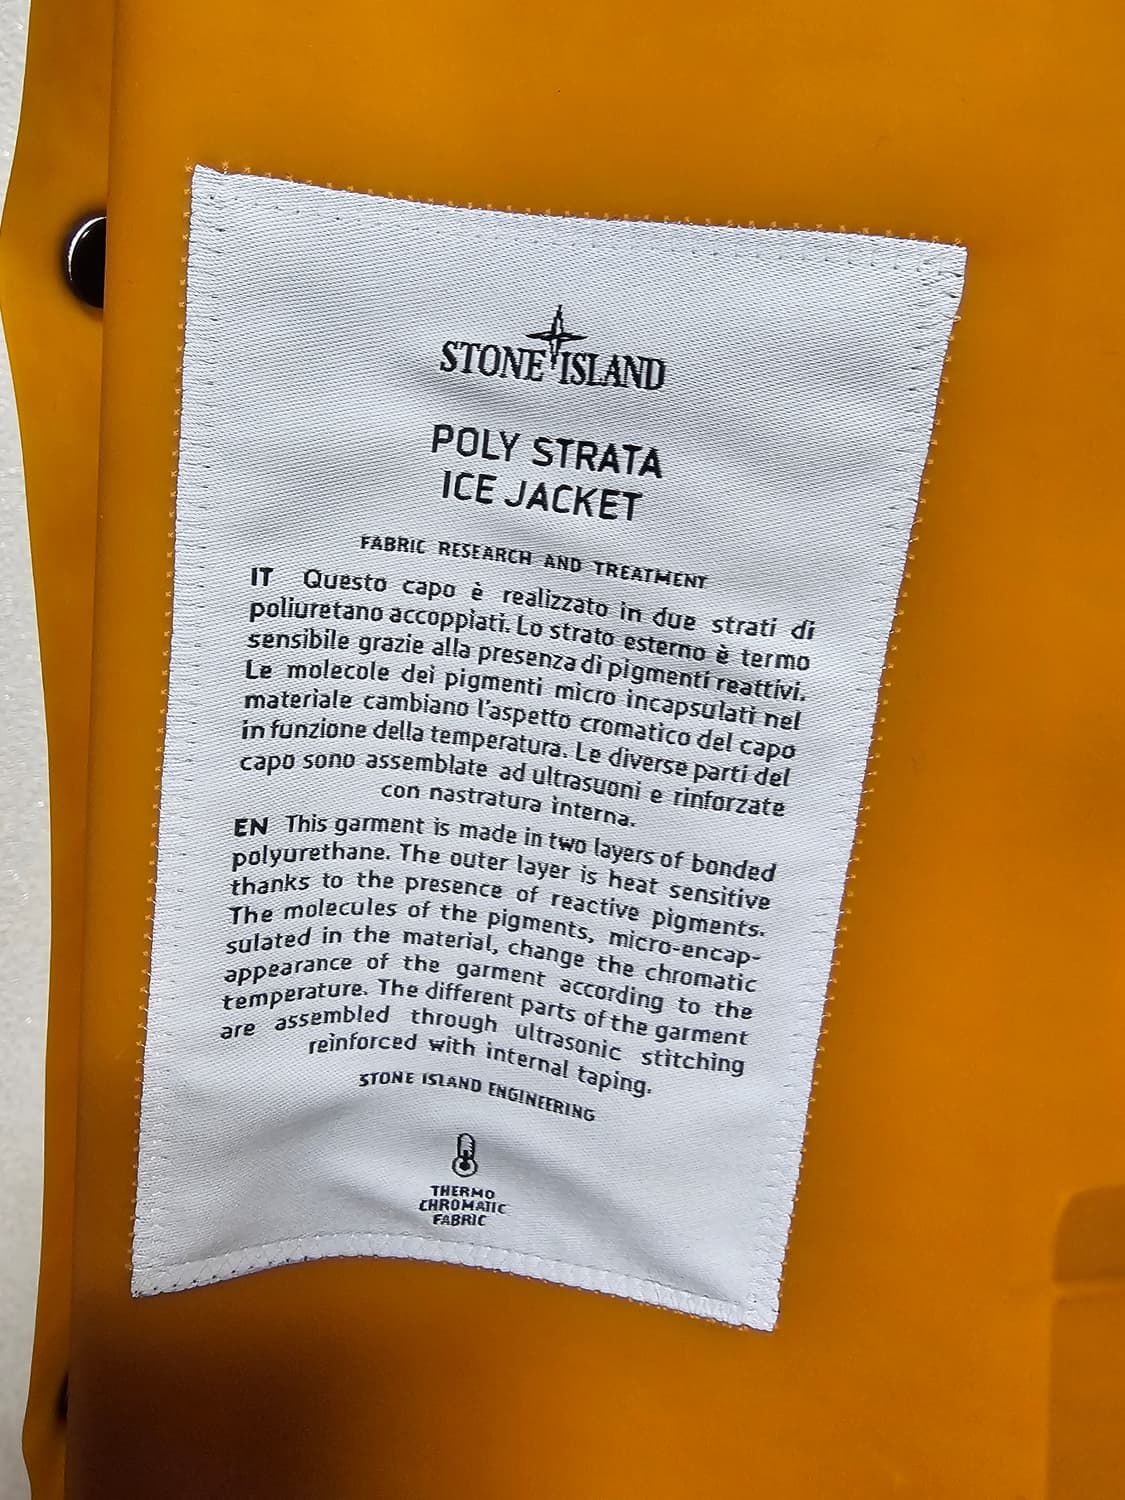 STONE ISLAND
POLY STRATA
ICE JACKET
FABRIC RESEARCH AND TREATMENT
IT Questo capo è realizzato in due strati di
poliuretano accoppiati. Lo strato esterno è termo
sensibile grazie alla presenza di pigmenti reattivi.
Le molecole dei pigmenti micro incapsulati nel
materiale cambiano l'aspetto cromatico del capo
in funzione della temperatura. Le diverse parti del
capo sono assemblate ad ultrasuoni e rinforzate
con nastratura interna.
EN This garment is made in two layers of bonded
polyurethane. The outer layer is heat sensitive
thanks to the presence of reactive pigments.
The molecules of the pigments, micro-encap-
sulated in the material, change the chromatic
appearance of the garment according to the
temperature. The different parts of the garment
are assembled through ultrasonic stitching
reinforced with internal taping.
STONE ISLAND ENGINEERING
THERMO
CHROMATIC
FABRIC